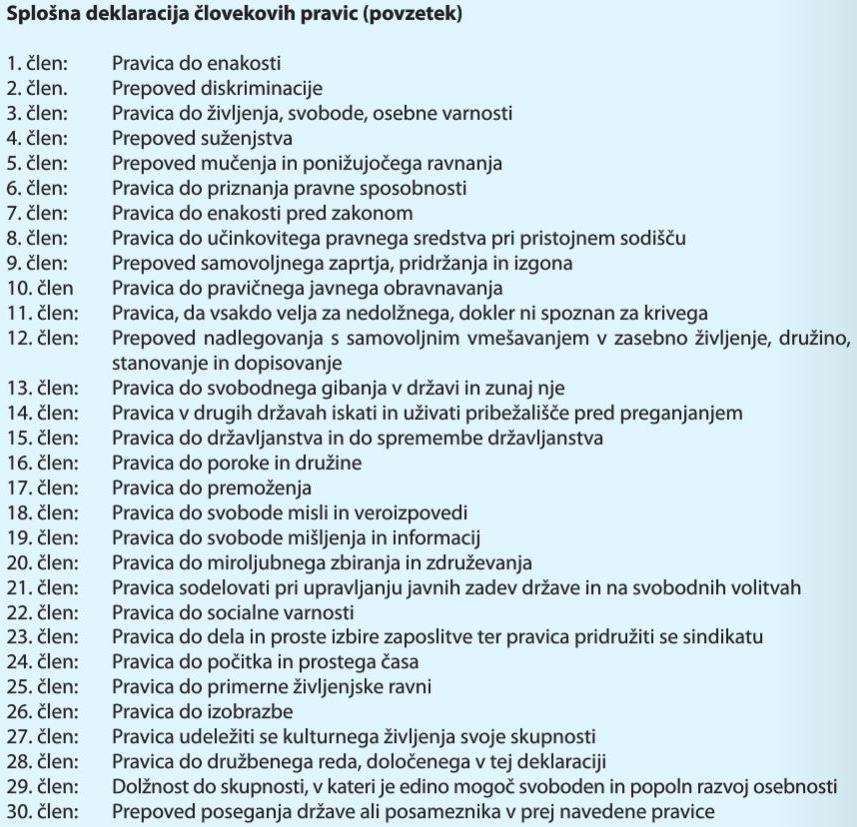 Splošna deklaracija človekovih pravic (povzetek)
1. člen: Pravica do enakosti
2. člen. Prepoved diskriminacije
3. člen: Pravica do življenja, svobode, osebne varnosti
4. člen: Prepoved suženjstva
5. člen: Prepoved mučenja in ponižujočega ravnanja
6. člen: Pravica do priznanja pravne sposobnosti
7. člen: Pravica do enakosti pred zakonom
8. člen: Pravica do učinkovitega pravnega sredstva pri pristojnem sodišču
9. člen: Prepoved samovoljnega zaprtja, pridržanja in izgona
10. člen Pravica do pravičnega javnega obravnavanja
11. člen: Pravica, da vsakdo velja za nedolžnega, dokler ni spoznan za krivega
12. člen: Prepoved nadlegovanja s samovoljnim vmešavanjem v zasebno življenje, družino,
stanovanje in dopisovanje
13. člen: Pravica do svobodnega gibanja v državi in zunaj nje
14. člen: Pravica v drugih državah iskati in uživati pribežališče pred preganjanjem
15. člen: Pravica do državljanstva in do spremembe državljanstva
16. člen: Pravica do poroke in družine
17. člen: Pravica do premoženja
18. člen: Pravica do svobode misli in veroizpovedi
19. člen: Pravica do svobode mišljenja in informacij
20. člen: Pravica do miroljubnega zbiranja in združevanja
21. člen: Pravica sodelovati pri upravljanju javnih zadev države in na svobodnih volitvah
22. člen: Pravica do socialne varnosti
23. člen: Pravica do dela in proste izbire zaposlitve ter pravica pridružiti se sindikatu
24. člen: Pravica do počitka in prostega časa
25. člen: Pravica do primerne življenjske ravni
26. člen: Pravica do izobrazbe
27. člen: Pravica udeležiti se kulturnega življenja svoje skupnosti
28. člen: Pravica do družbenega reda, določenega v tej deklaraciji
29. člen: Dolžnost do skupnosti, v kateri je edino mogoč svoboden in popoln razvoj osebnosti
30. člen: Prepoved poseganja države ali posameznika v prej navedene pravice